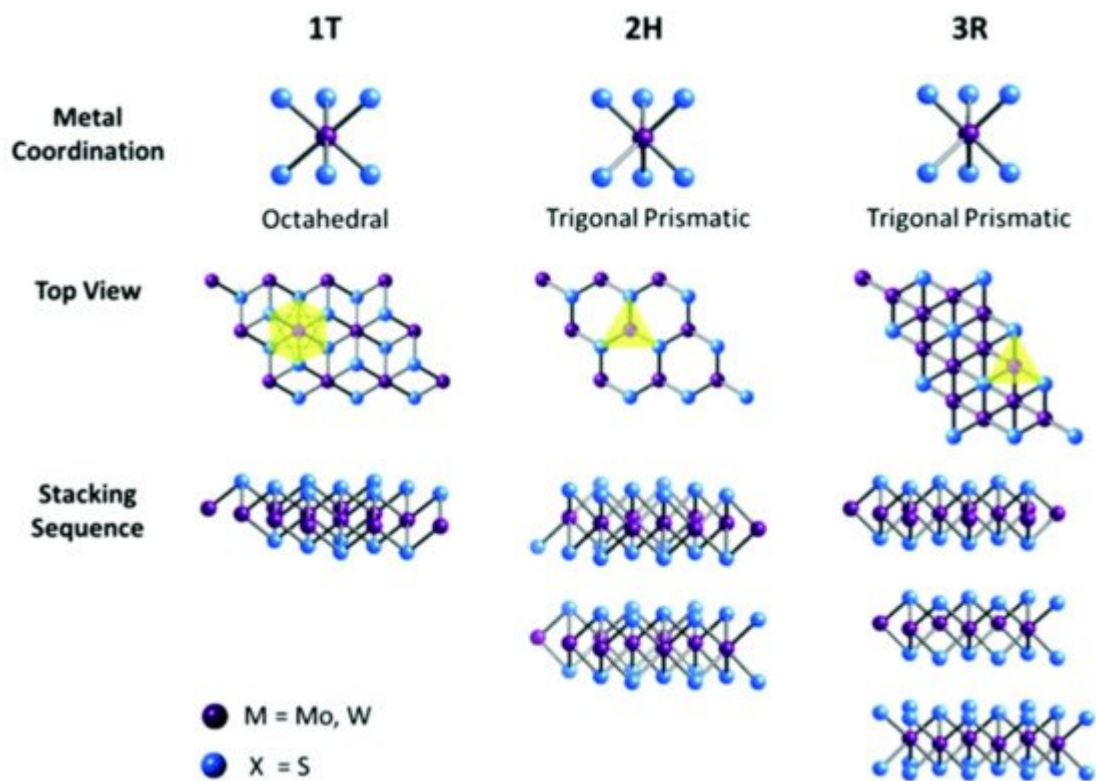 1T 2H 3R
Metal
Coordination
Octahedral Trigonal Prismatic Trigonal Prismatic
Top View
Stacking
Sequence
M = Mo, W
X = S